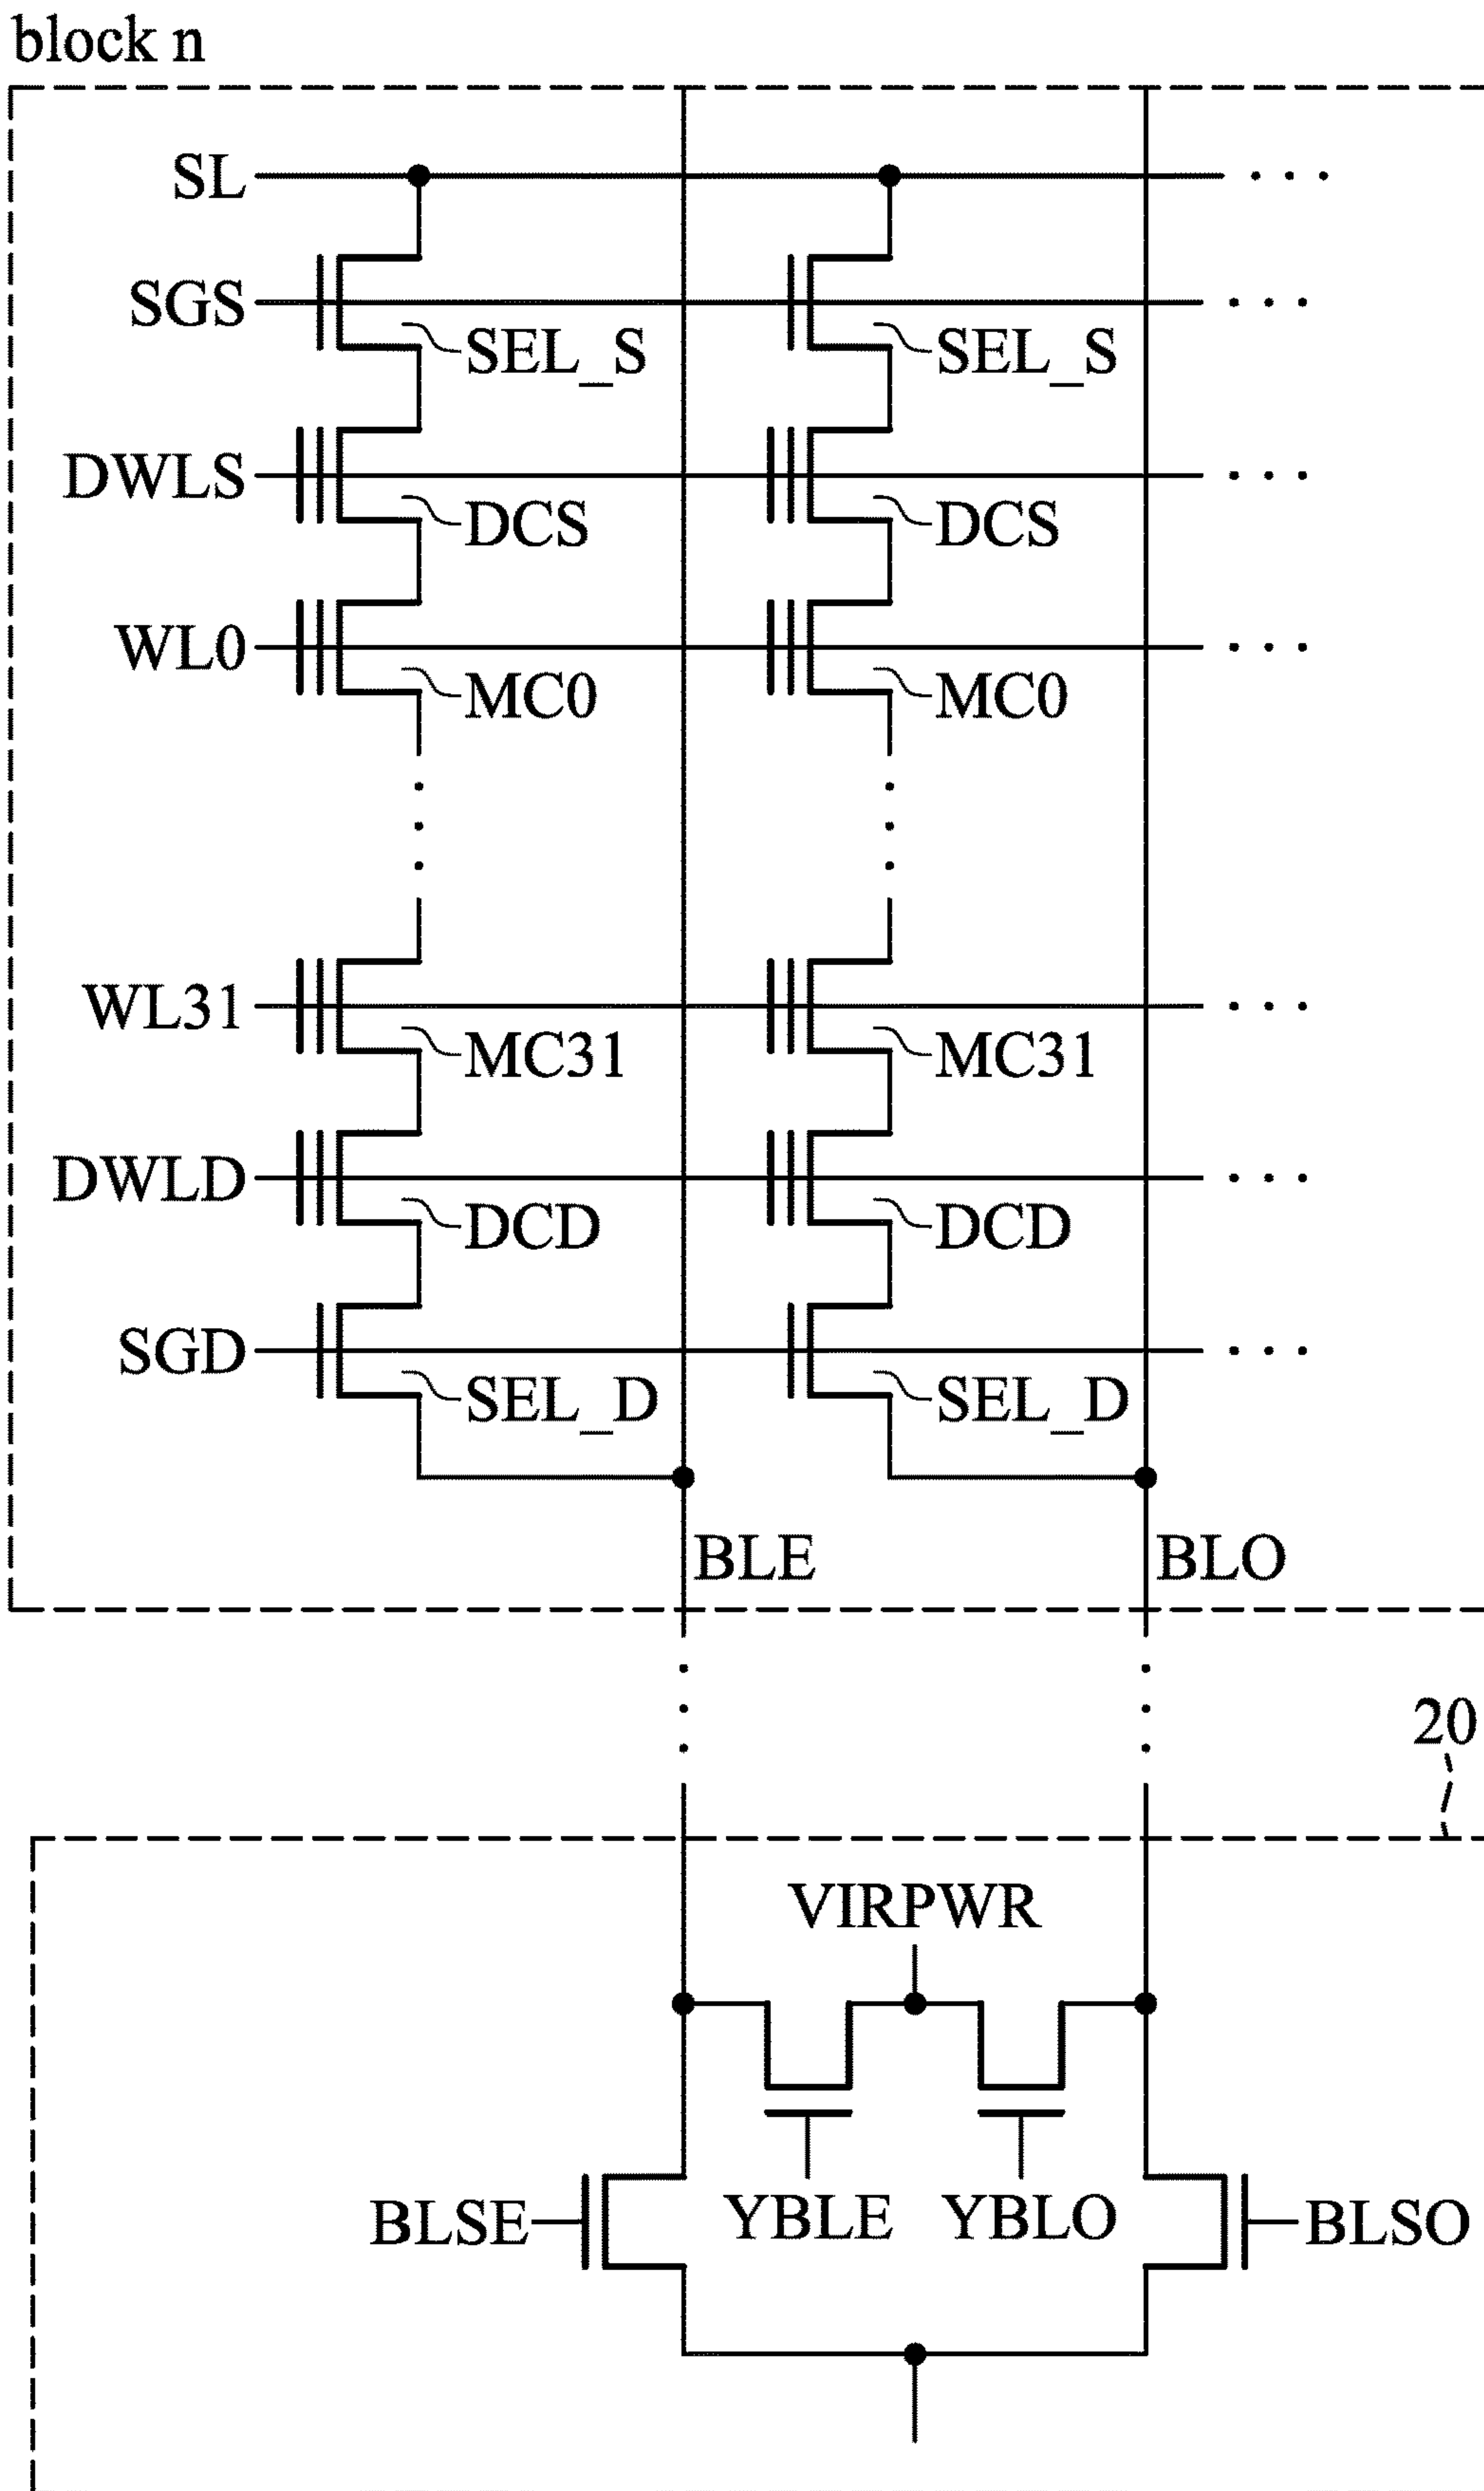 block n
SL
SGS
SEL_S SEL_S
DWLS
DCS DCS
WL0
MC0 MC0
WL31
MC31 MC31
DWLD
DCD DCD
SGD
SEL_D SEL_D
BLE BLO
20
VIRPWR
BLSE YBLE YBLO BLSO